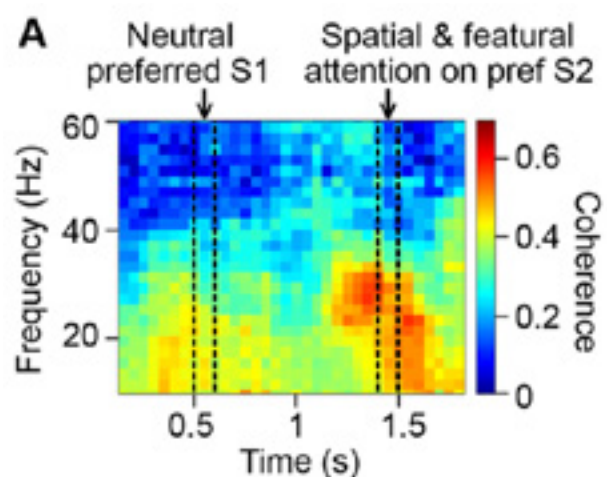 A
Neutral
preferred S1
Spatial & featural
attention on pref S2
60
40
20
Frequency (Hz)
0.5
1
1.5
Time (s)
0.6
0.4
0.2
0
Coherence